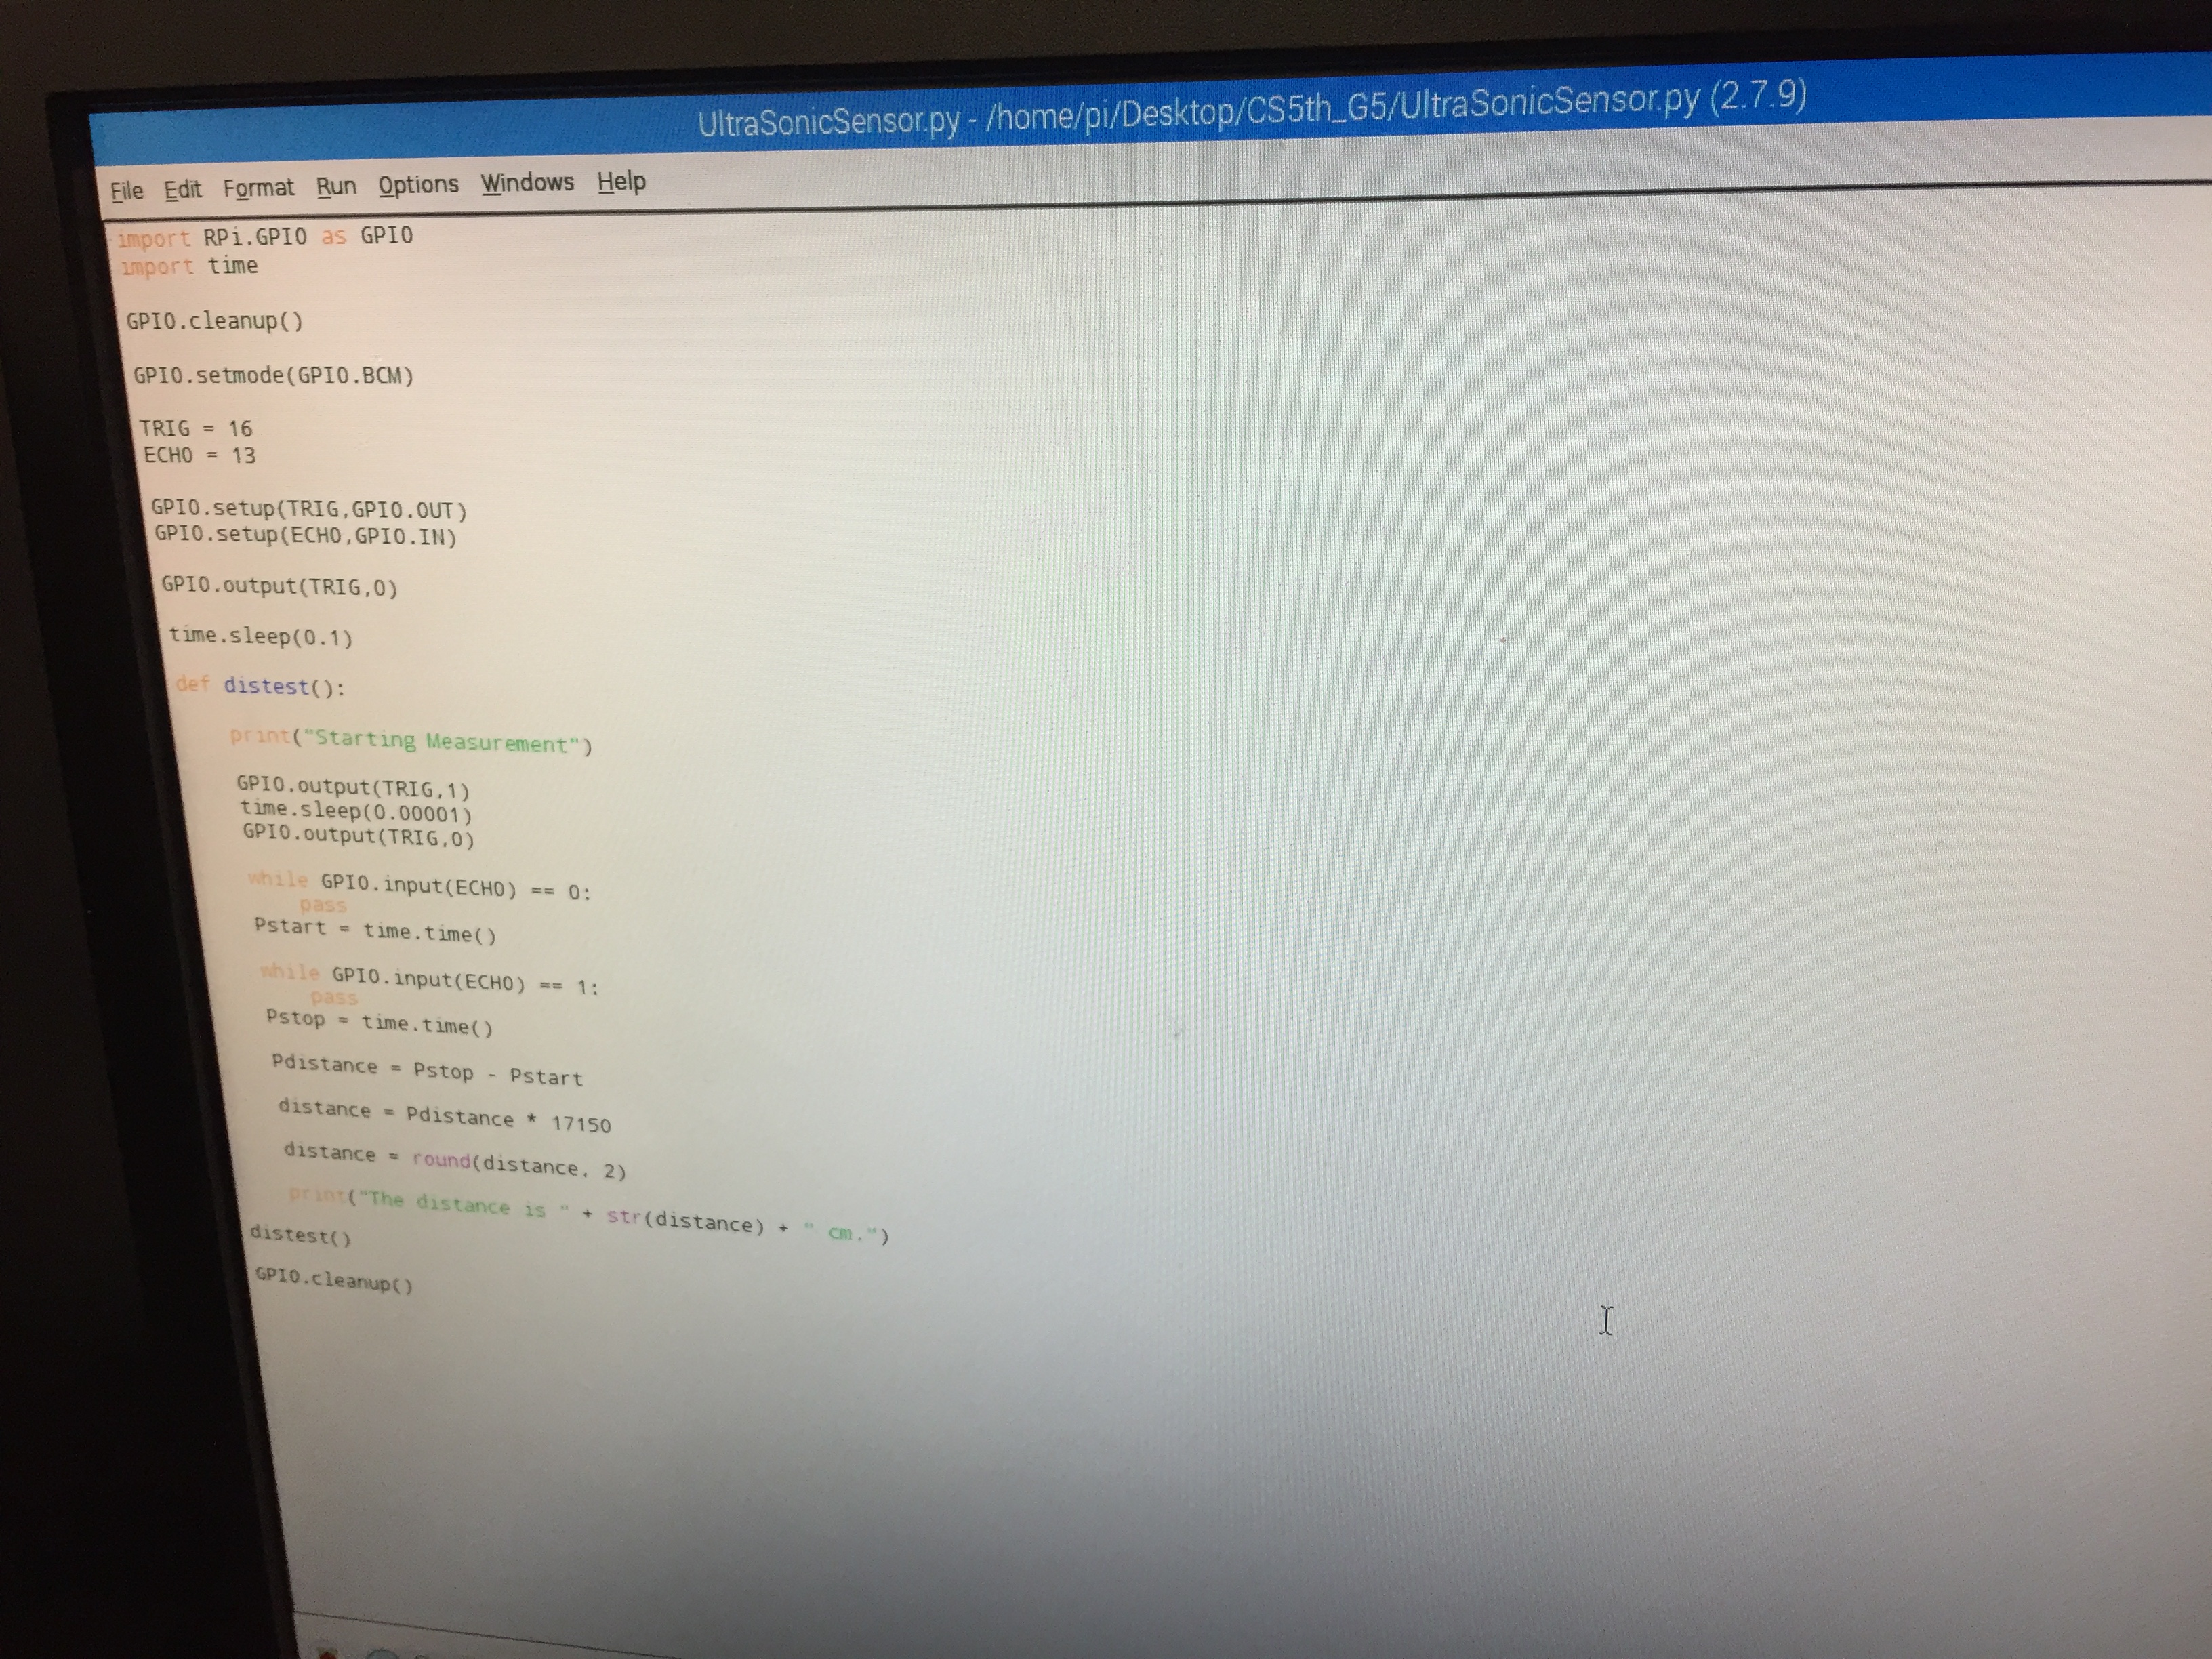 UltraSonicSensor.py - /home/pi/Desktop/CS5th_G5/UltraSonicSensor.py (2.7.9)
File Edit Format Run Options Windows Help
import RPi.GPIO as GPIO
import time
GPIO.cleanup()
GPIO.setmode(GPIO.BCM)
TRIG = 16
ECHO = 13
GPIO.setup(TRIG,GPIO.OUT)
GPIO.setup(ECHO,GPIO.IN)
GPIO.output(TRIG,0)
time.sleep(0.1)
def distest():
print("Starting Measurement")
GPIO.output(TRIG,1)
time.sleep(0.00001)
GPIO.output(TRIG,0)
while GPIO.input(ECHO) == 0:
pass
Pstart = time.time()
while GPIO.input(ECHO) == 1:
pass
Pstop = time.time()
Pdistance = Pstop - Pstart
distance = Pdistance * 17150
distance = round(distance, 2)
print("The distance is " + str(distance) + " cm.")
distest()
GPIO.cleanup()